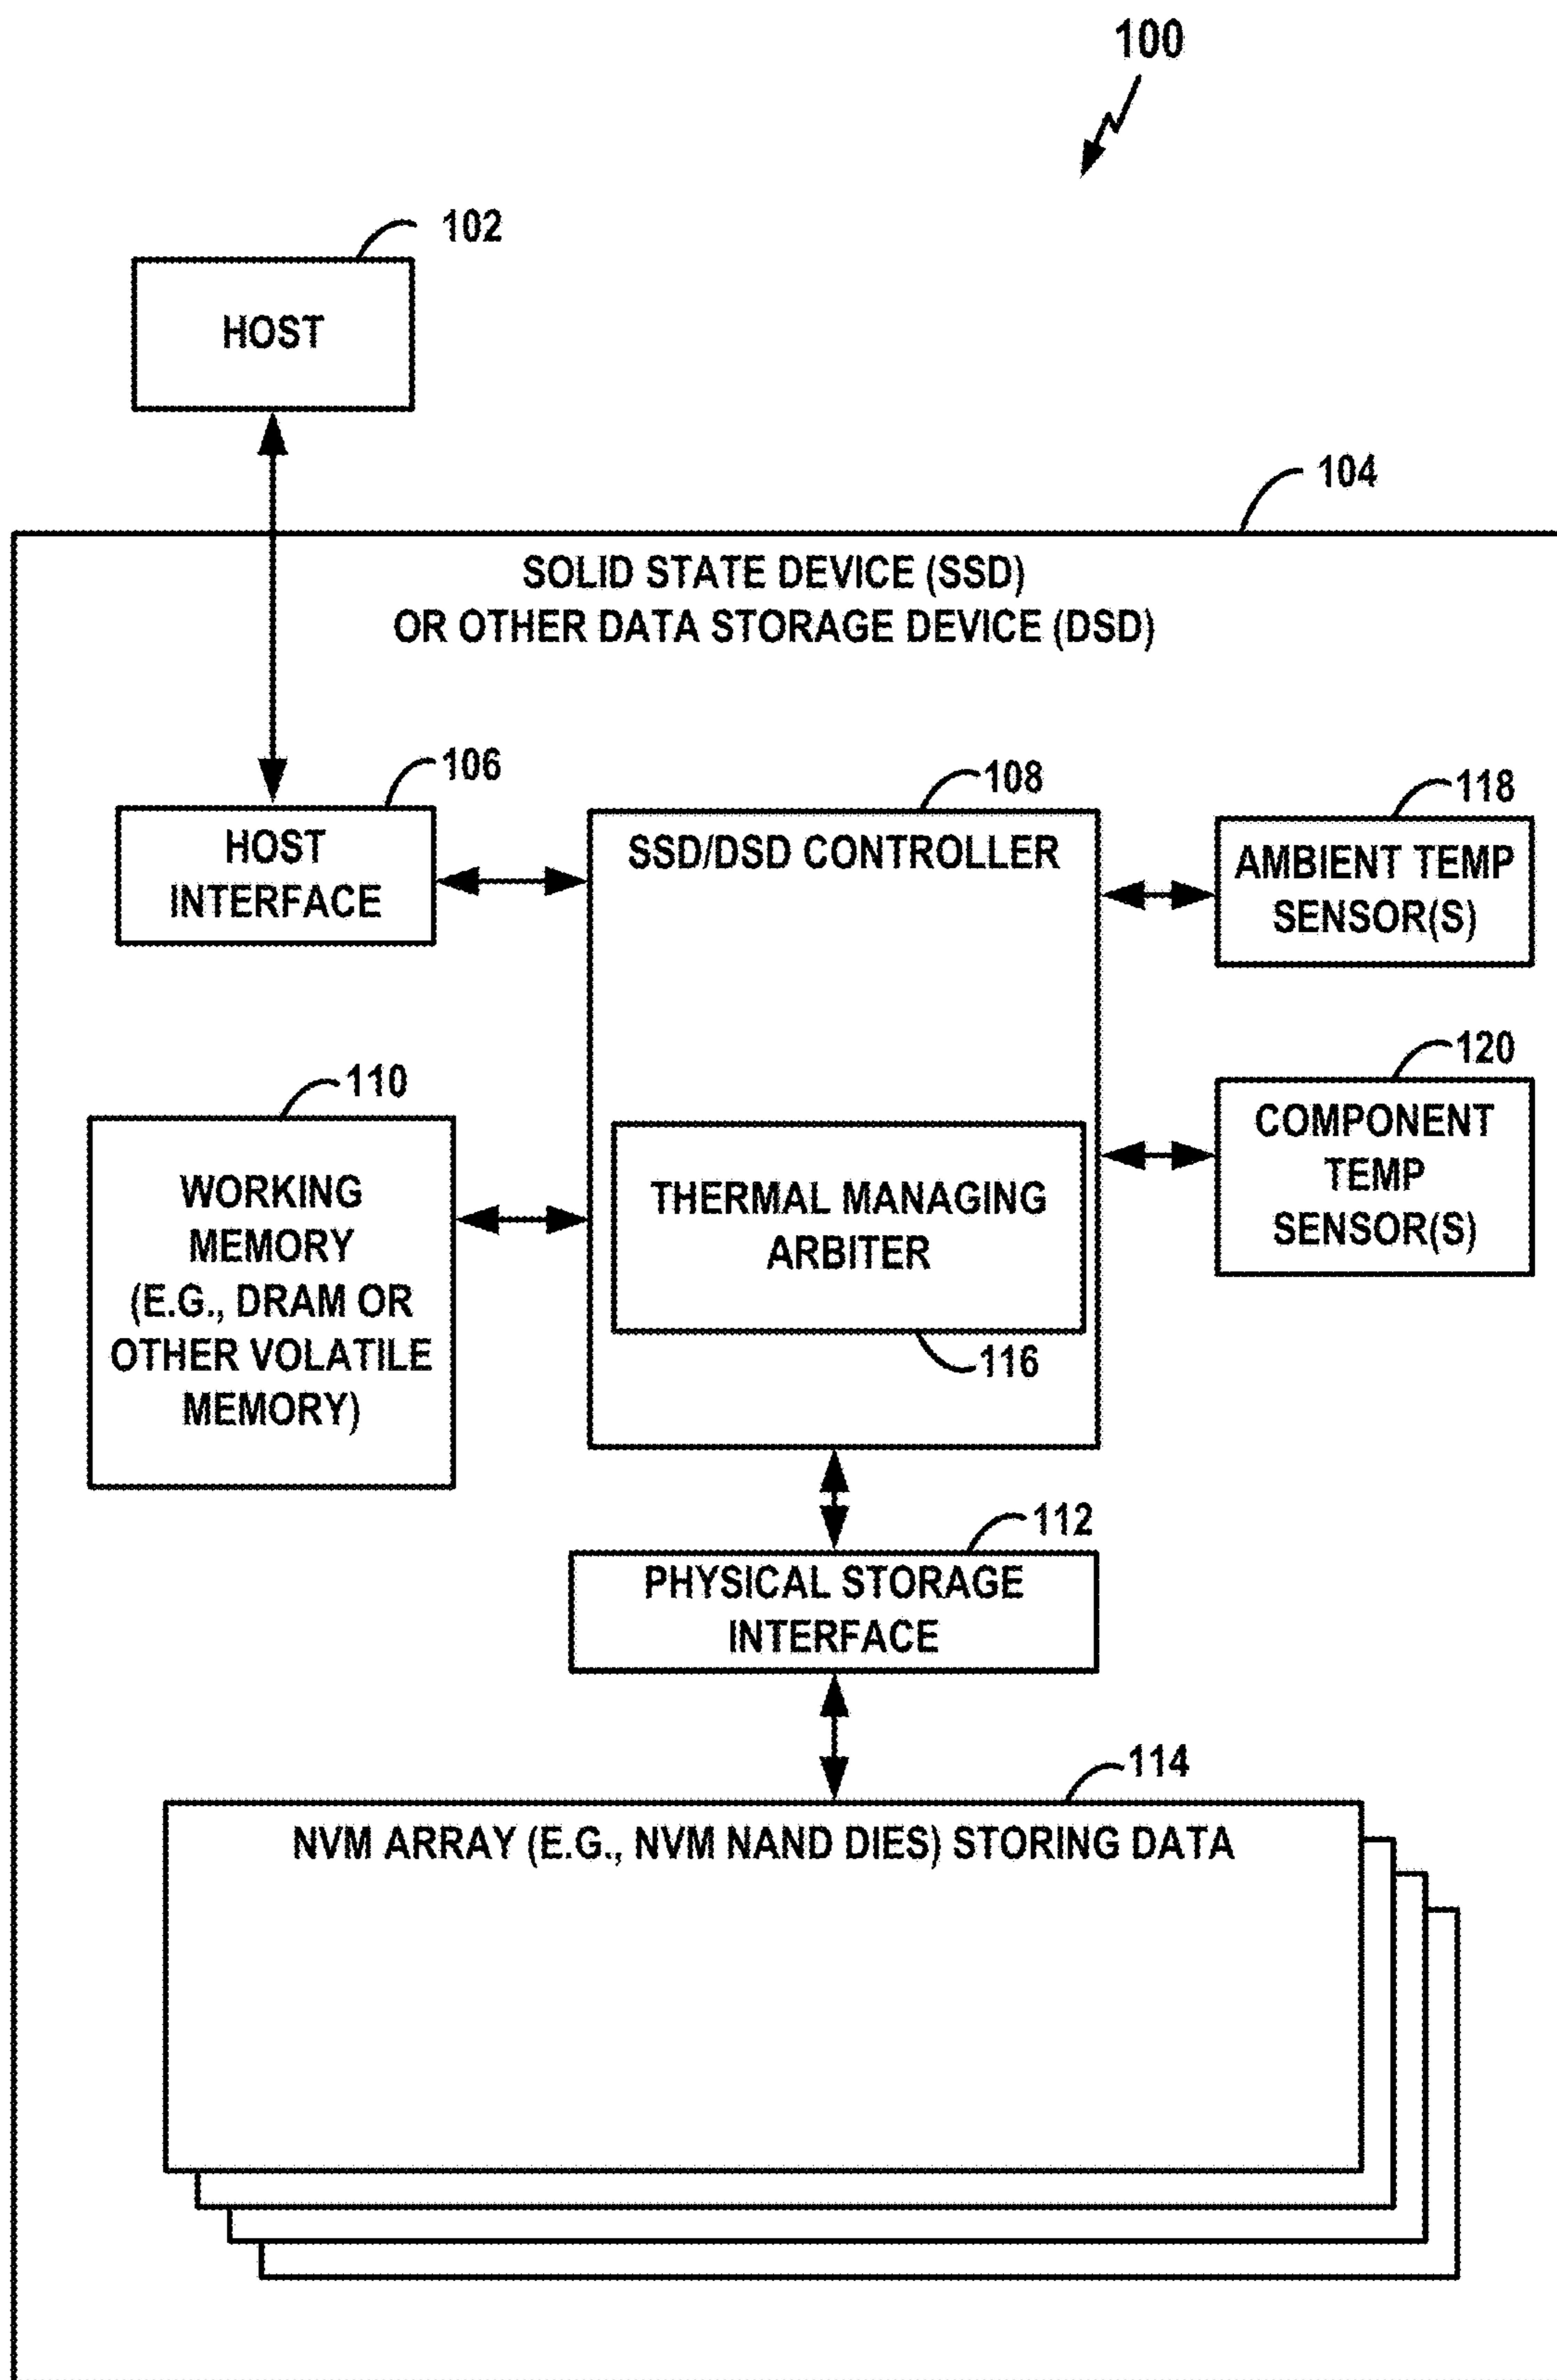 100
102
HOST
104
SOLID STATE DEVICE (SSD)
OR OTHER DATA STORAGE DEVICE (DSD)
106
HOST
INTERFACE
108
SSD/DSD CONTROLLER
118
AMBIENT TEMP
SENSOR(S)
110
WORKING
MEMORY
(E.G., DRAM OR
OTHER VOLATILE
MEMORY)
THERMAL MANAGING
ARBITER
116
120
COMPONENT
TEMP
SENSOR(S)
112
PHYSICAL STORAGE
INTERFACE
114
NVM ARRAY (E.G., NVM NAND DIES) STORING DATA